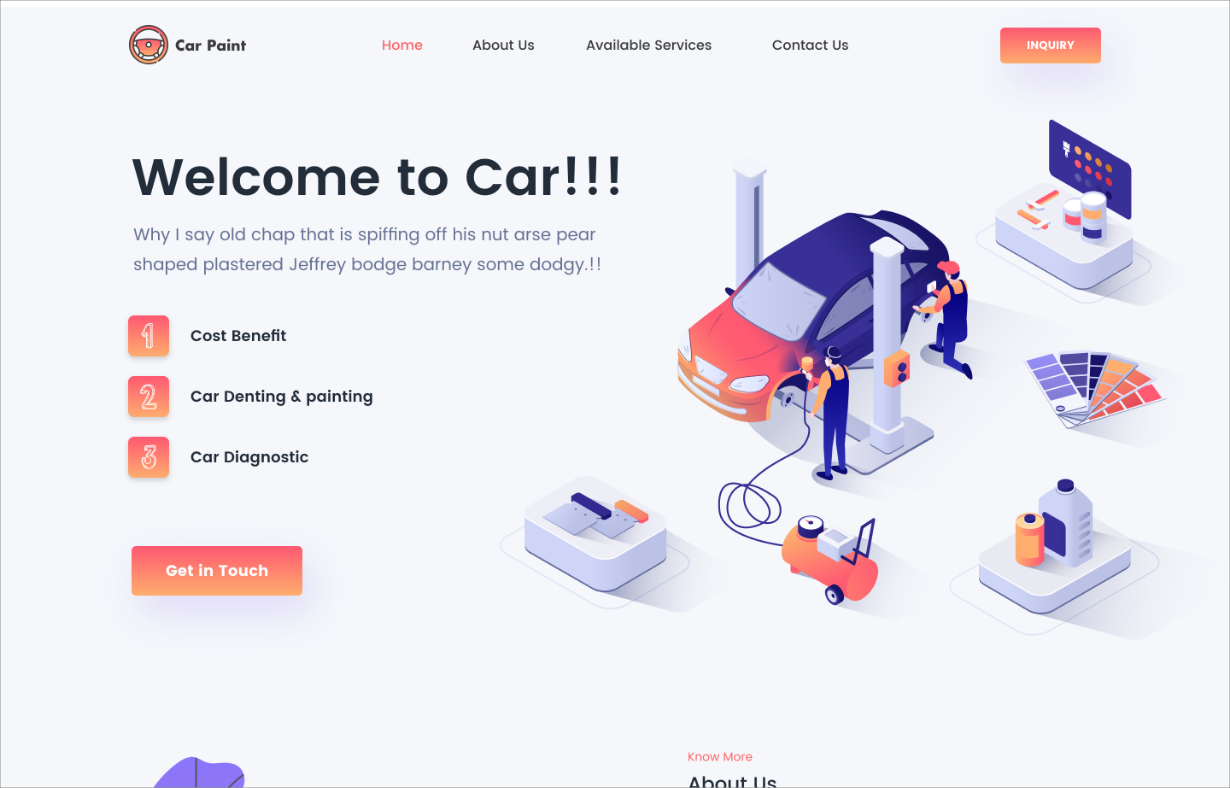 Car Paint
Home
About Us
Available Services
Contact Us
INQUIRY
Welcome to Car!!!
Why I say old chap that is spiffing off his nut arse pear
shaped plastered Jeffrey bodge barney some dodgy.!!
1
Cost Benefit
2
Car Denting & painting
3
Car Diagnostic
Get in Touch
Know More
About Us